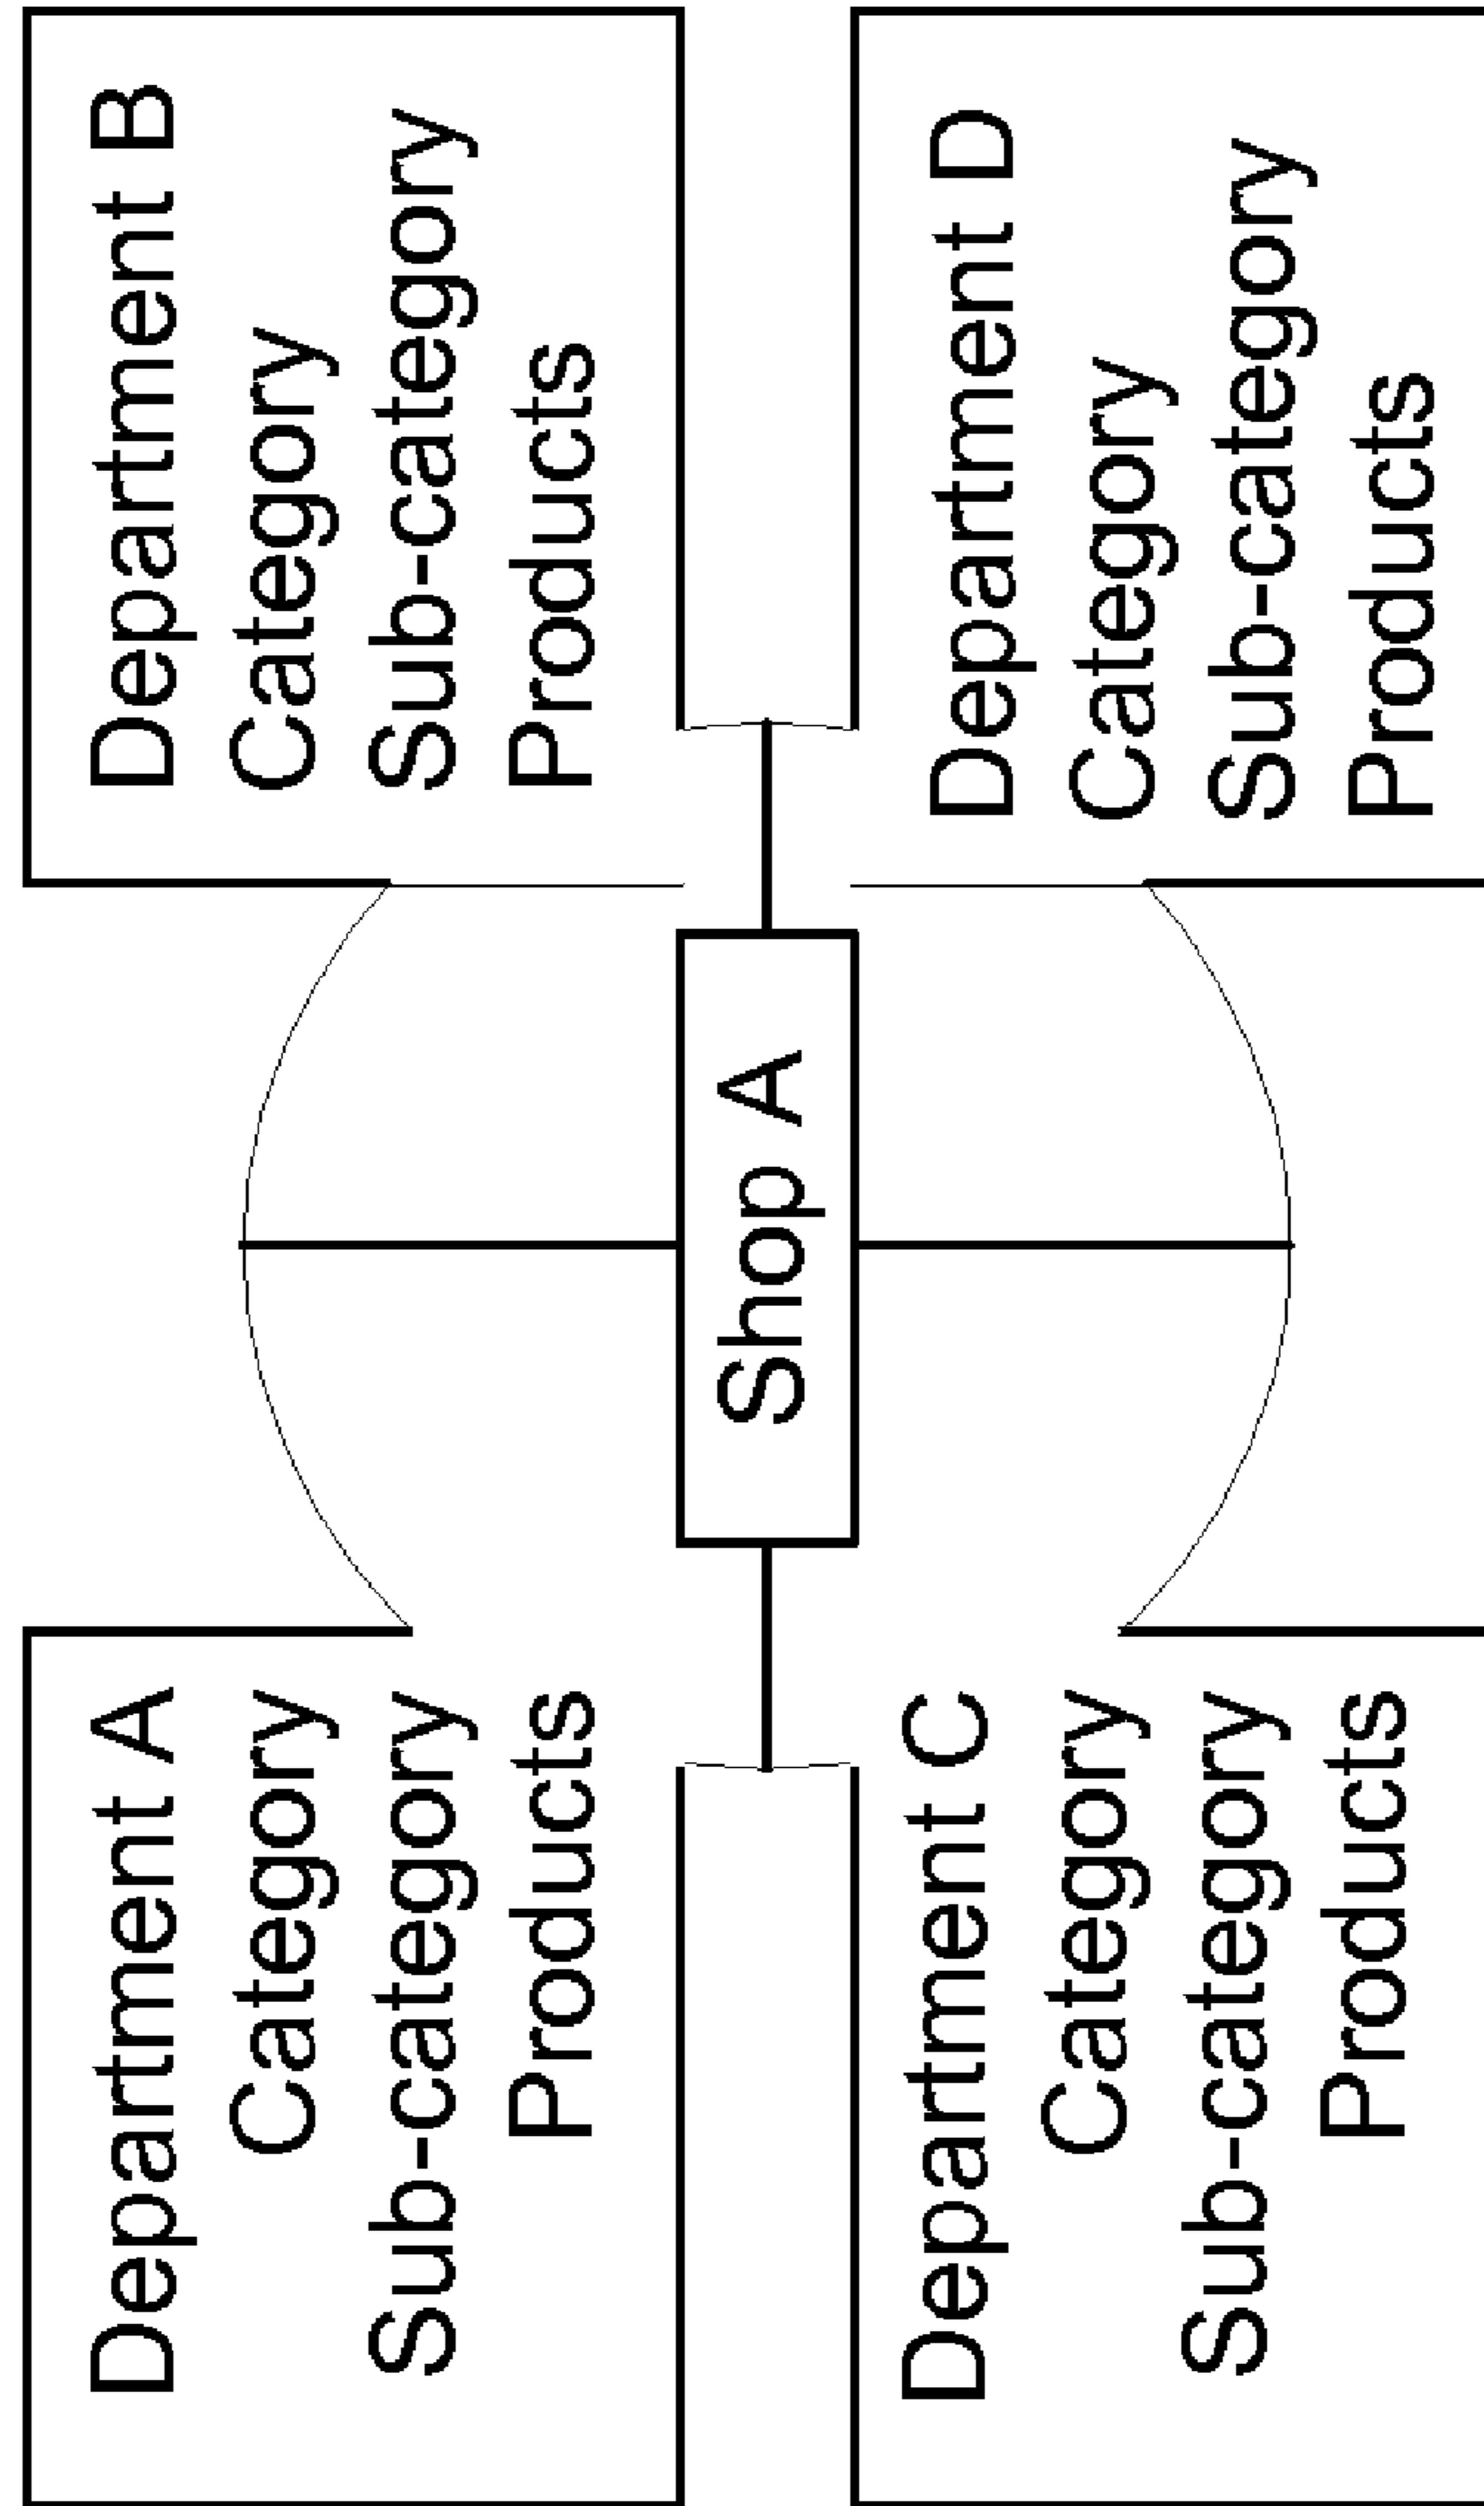 Department A
Category
Sub-category
Products
Department B
Category
Sub-category
Products
Shop A
Department C
Category
Sub-category
Products
Department D
Category
Sub-category
Products